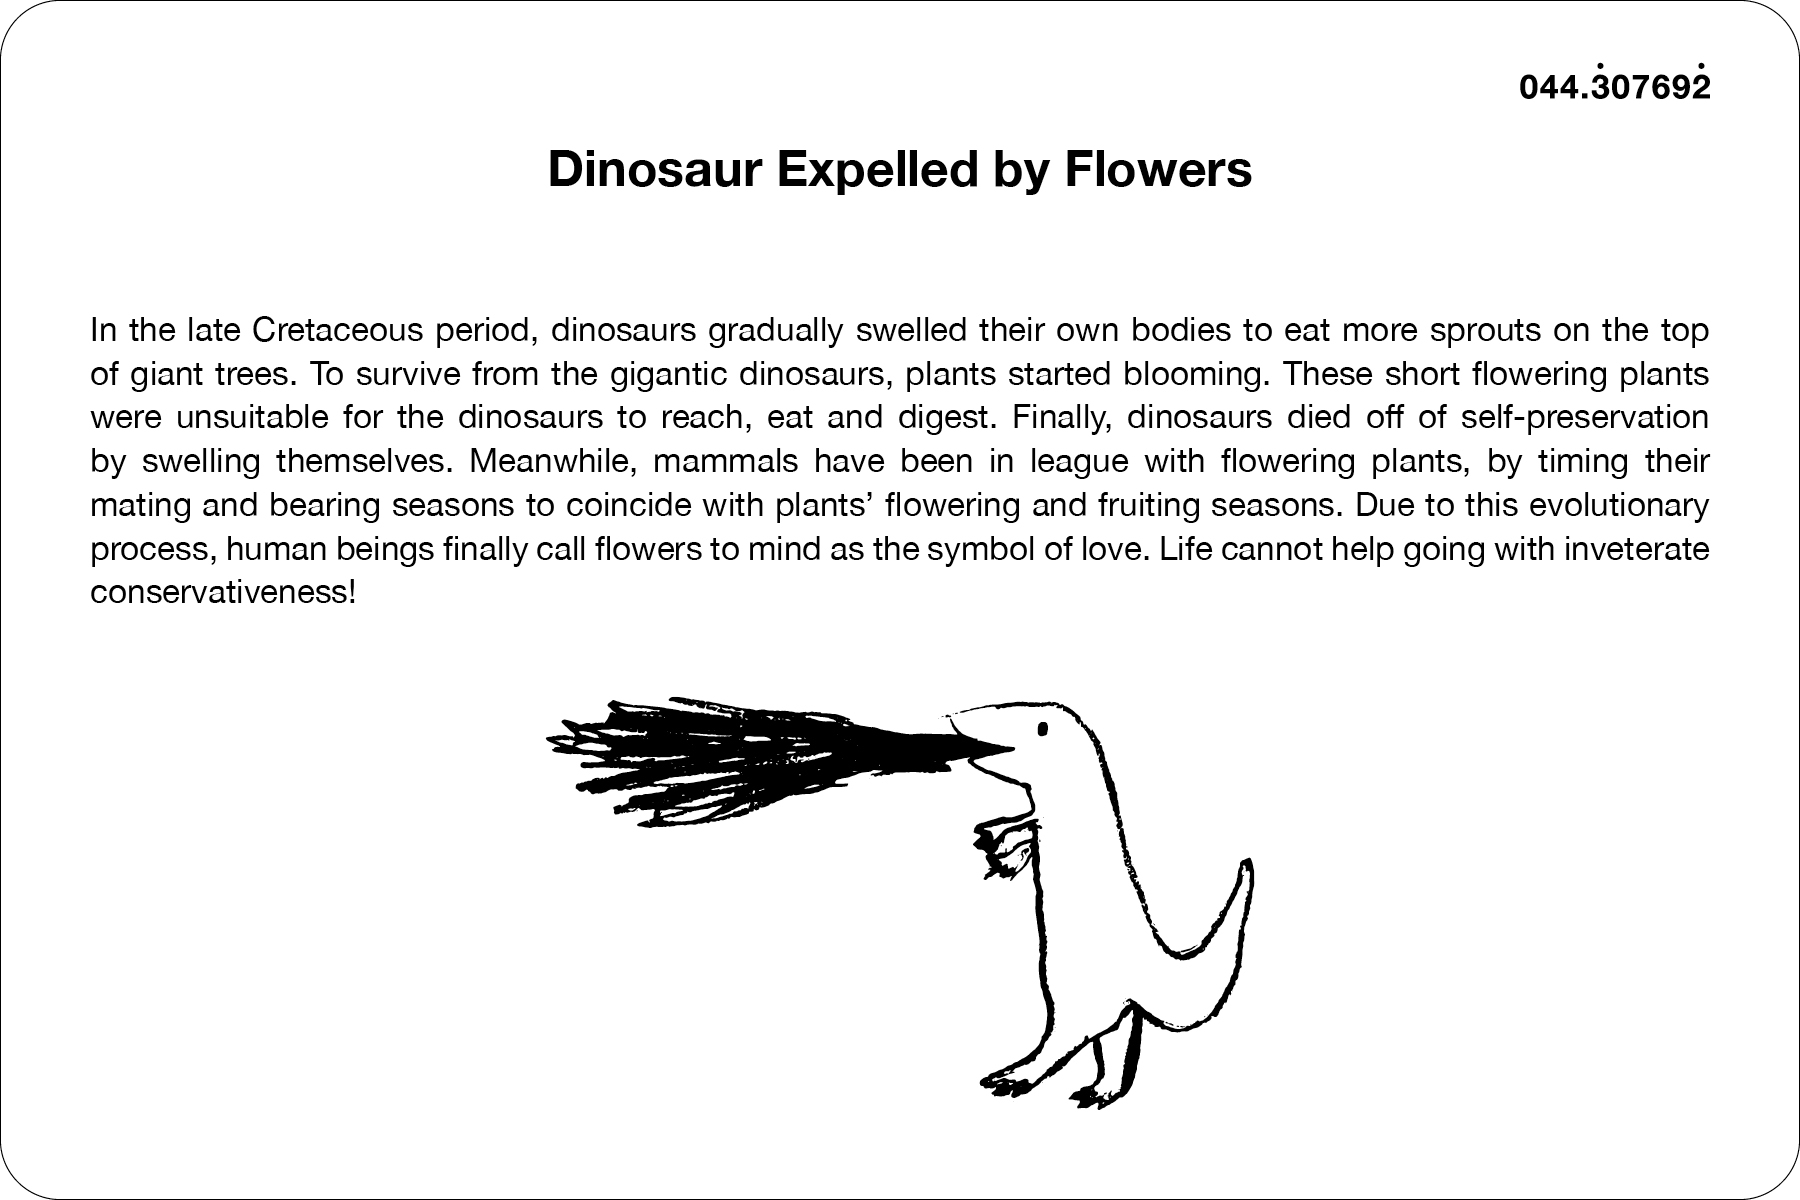 044.3̇07692̇
Dinosaur Expelled by Flowers
In the late Cretaceous period, dinosaurs gradually swelled their own bodies to eat more sprouts on the top
of giant trees. To survive from the gigantic dinosaurs, plants started blooming. These short flowering plants
were unsuitable for the dinosaurs to reach, eat and digest. Finally, dinosaurs died off of self-preservation
by swelling themselves. Meanwhile, mammals have been in league with flowering plants, by timing their
mating and bearing seasons to coincide with plants’ flowering and fruiting seasons. Due to this evolutionary
process, human beings finally call flowers to mind as the symbol of love. Life cannot help going with inveterate
conservativeness!